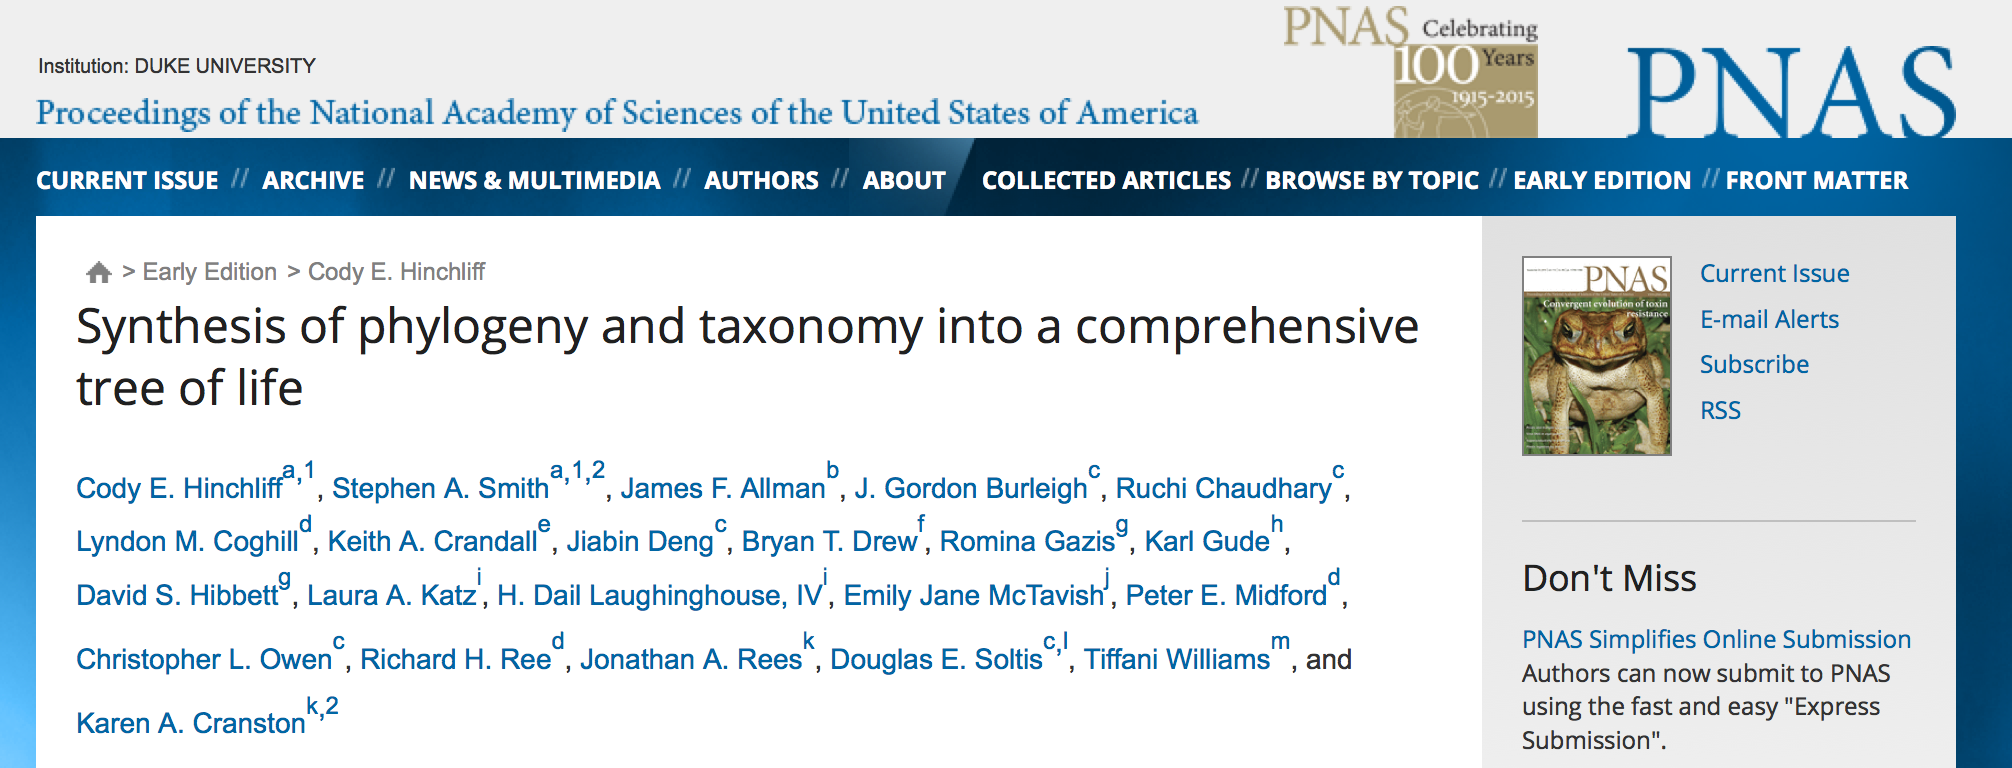 PNAS Celebrating
100 Years
1915-2015
Institution: DUKE UNIVERSITY
Proceedings of the National Academy of Sciences of the United States of America
PNAS
CURRENT ISSUE // ARCHIVE // NEWS & MULTIMEDIA // AUTHORS // ABOUT COLLECTED ARTICLES // BROWSE BY TOPIC // EARLY EDITION // FRONT MATTER
> Early Edition > Cody E. Hinchliff
Synthesis of phylogeny and taxonomy into a comprehensive
tree of life
Cody E. Hinchliff a,1, Stephen A. Smith a,1,2, James F. Allman b, J. Gordon Burleigh c, Ruchi Chaudhary c,
Lyndon M. Coghill d, Keith A. Crandall e, Jiabin Deng c, Bryan T. Drew f, Romina Gazis g, Karl Gude h,
David S. Hibbett g, Laura A. Katz i, H. Dail Laughinghouse, IV i, Emily Jane McTavish j, Peter E. Midford d,
Christopher L. Owen c, Richard H. Ree d, Jonathan A. Rees k, Douglas E. Soltis c,l, Tiffani Williams m, and
Karen A. Cranston k,2
PNAS
Convergent evolution of toxin
resistance
Current Issue
E-mail Alerts
Subscribe
RSS
Don't Miss
PNAS Simplifies Online Submission
Authors can now submit to PNAS
using the fast and easy "Express
Submission".